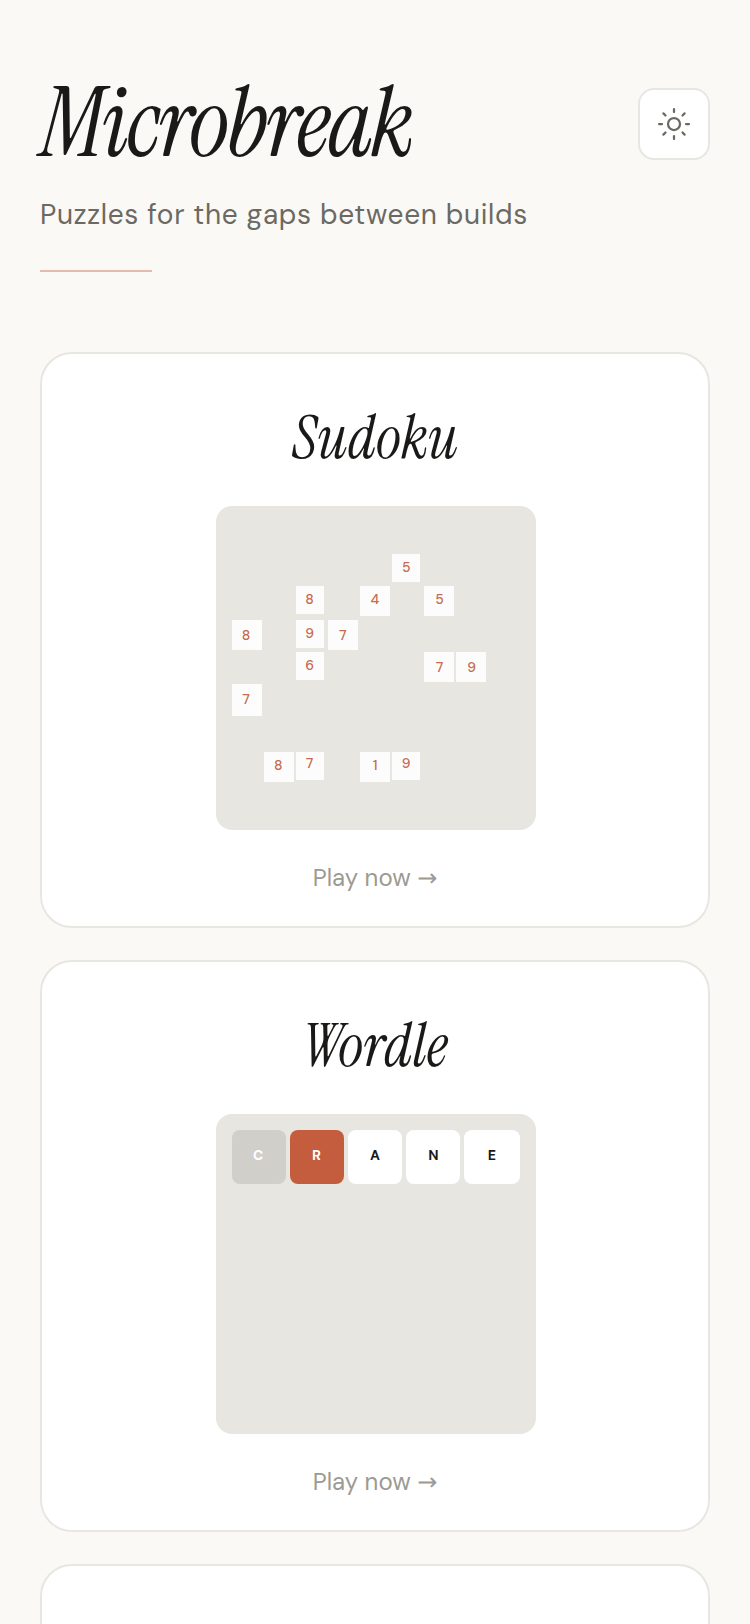 Microbreak
Puzzles for the gaps between builds
Sudoku
5
8 4 5
8 9 7
6 7 9
7
8 7 1 9
Play now →
Wordle
C R A N E
Play now →